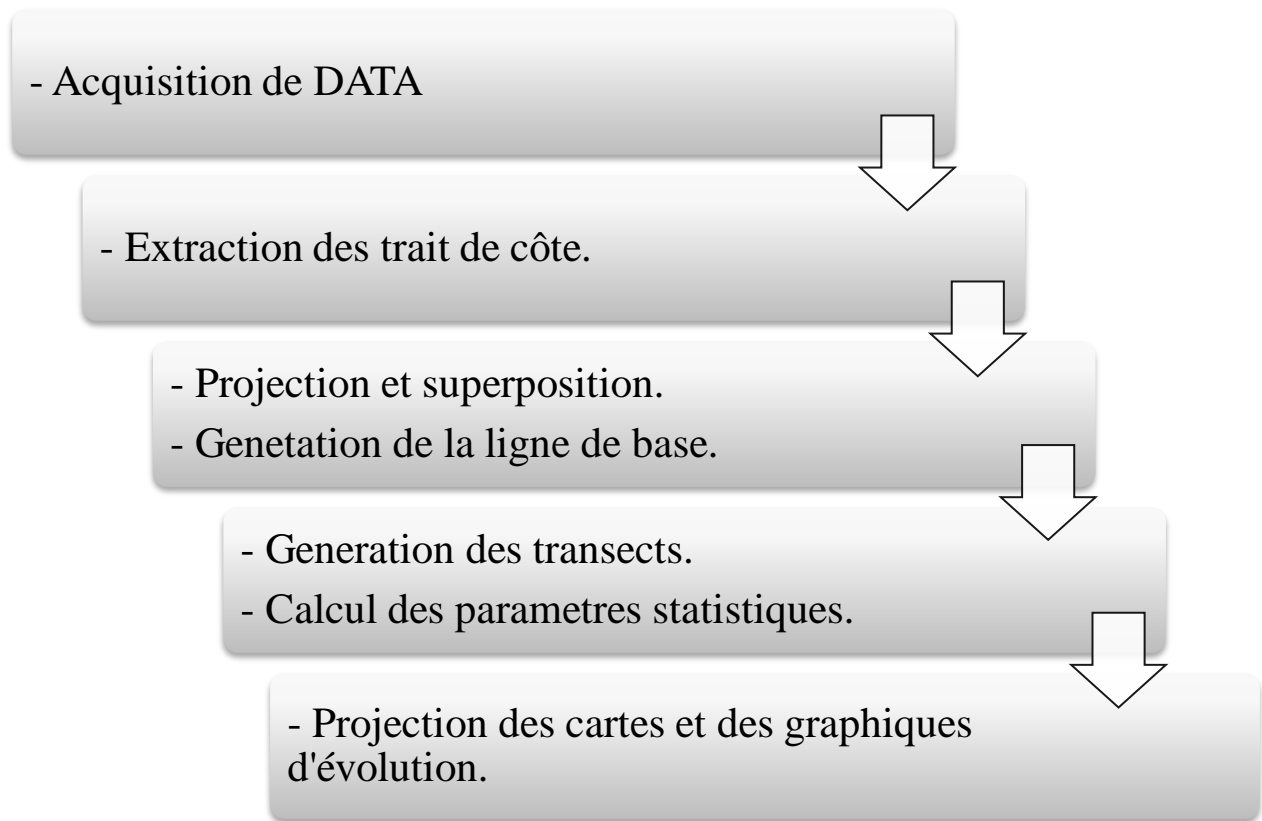 - Acquisition de DATA
- Extraction des trait de côte.
- Projection et superposition.
- Genetation de la ligne de base.
- Generation des transects.
- Calcul des parametres statistiques.
- Projection des cartes et des graphiques
d'évolution.